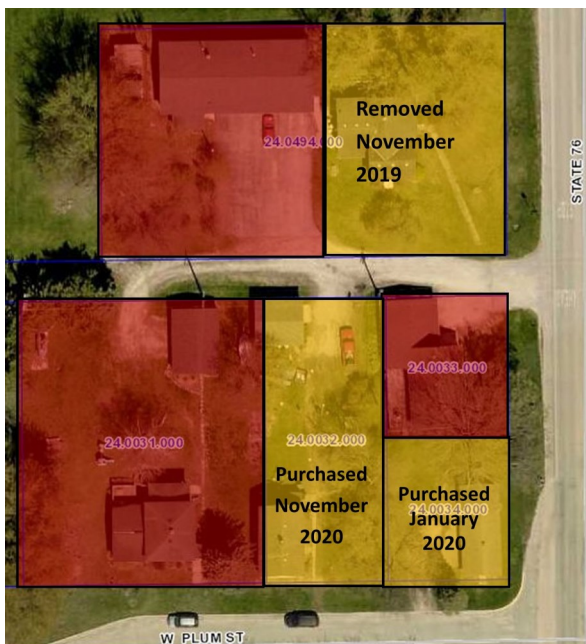 Removed
November
2019
24.0494.000
STATE 76
24.0033.000
24.0031.000
24.0032.000
Purchased
November
2020
Purchased
24.0034.000
January
2020
W PLUM ST